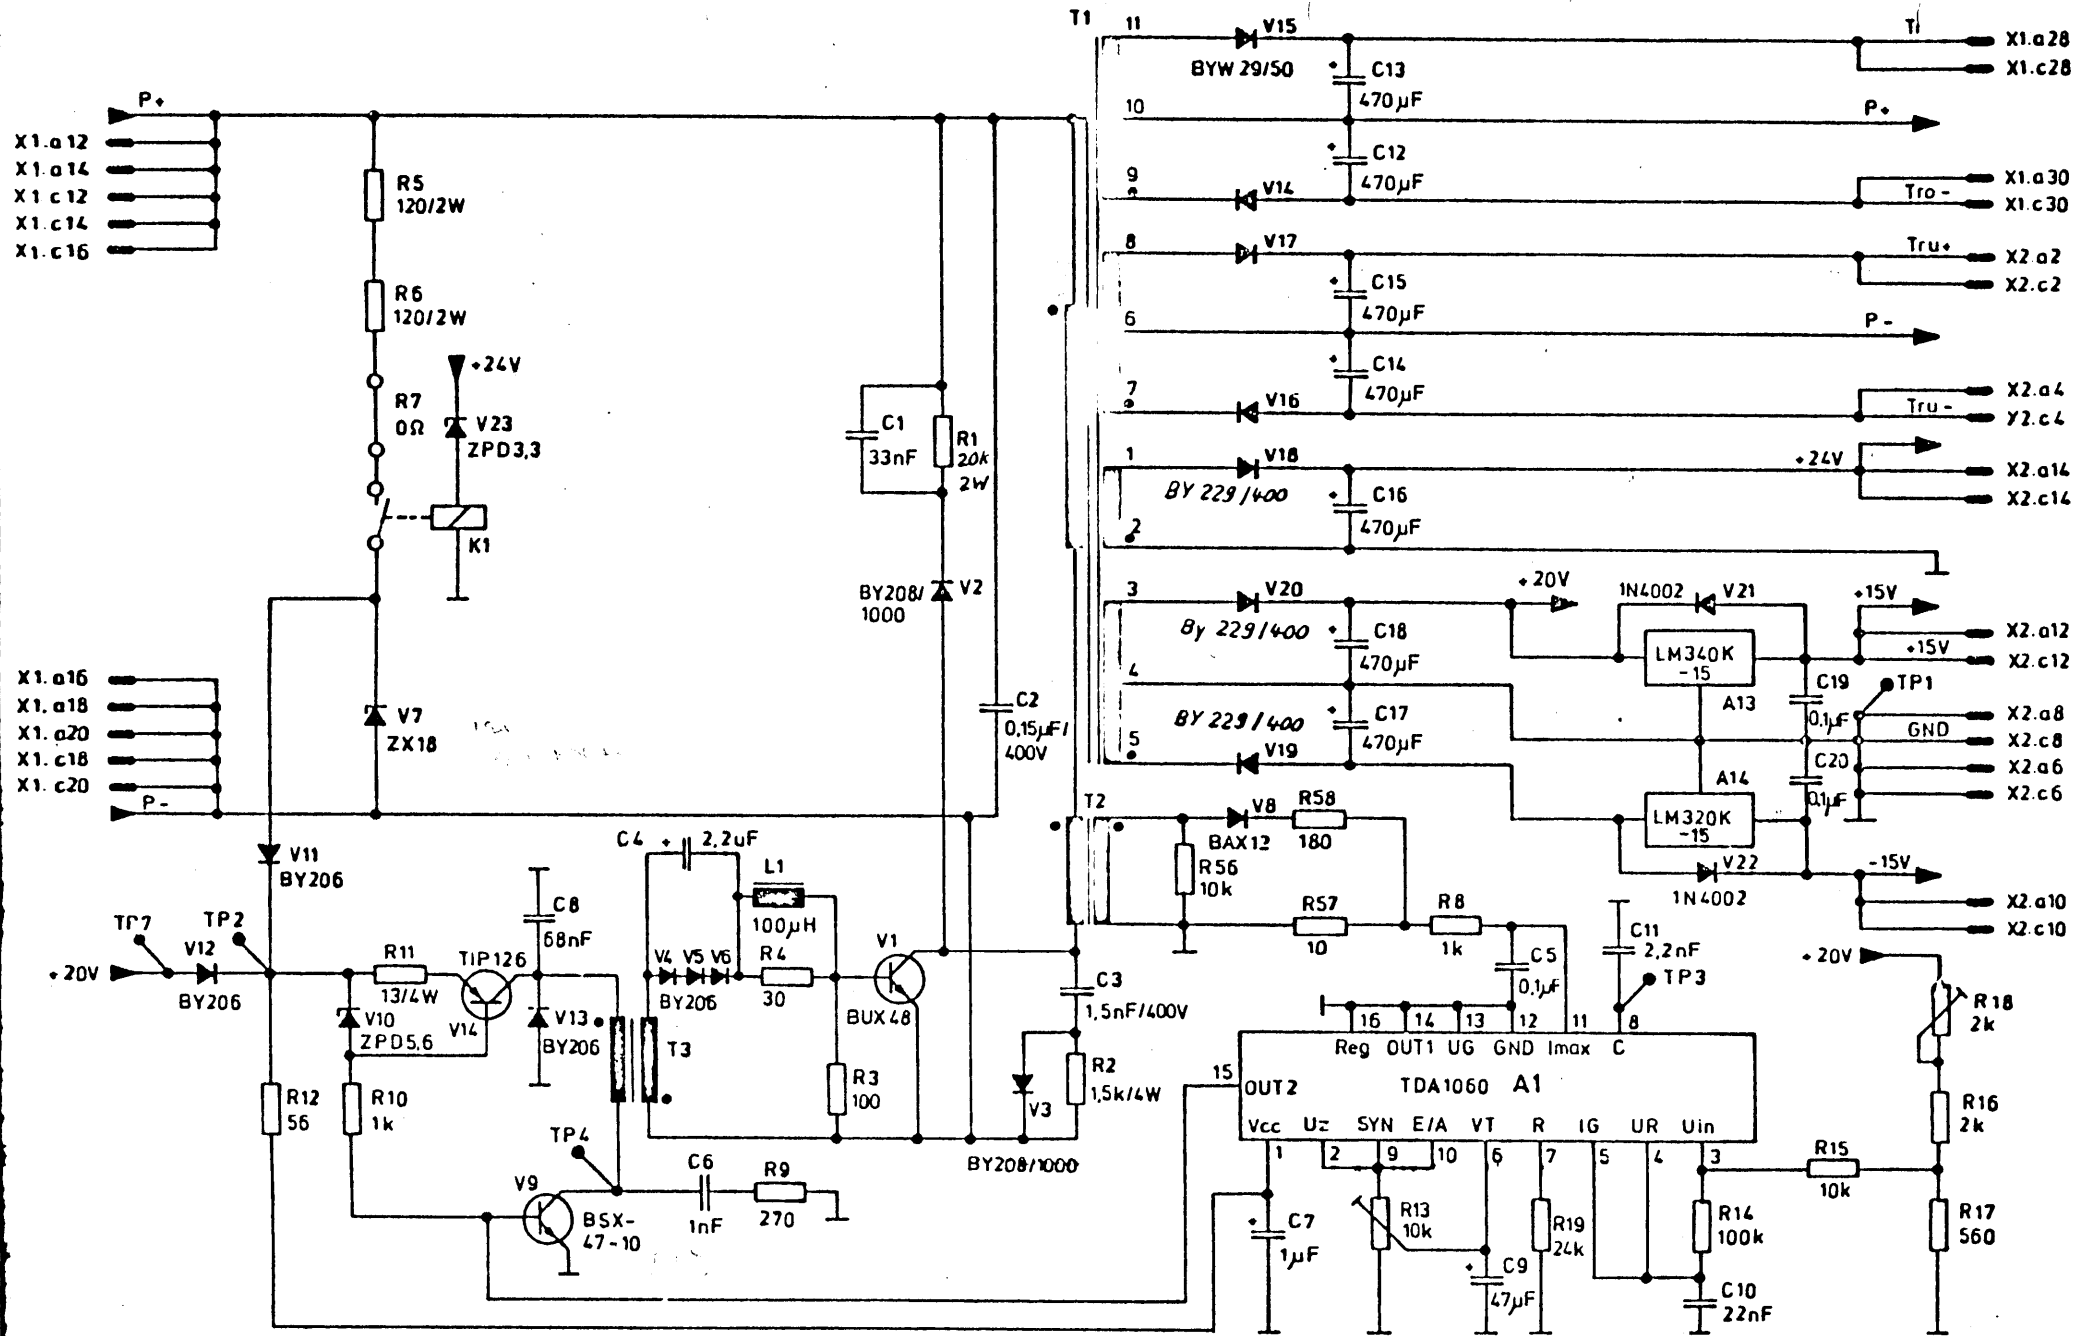 T1
11
V15
BYW 29/50
C13
470µF
X1.a28
X1.c28
10
P+
C12
470µF
9
V14
Tro -
X1.a30
X1.c30
8
V17
Tru+
X2.a2
X2.c2
C15
470µF
6
P -
C14
470µF
7
V16
Tru -
X2.a4
Y2.c4
1
V18
BY 229/400
+24V
X2.a14
X2.c14
C16
470µF
2
3
V20
By 229/400
+20V
C18
470µF
4
BY 229/400
C17
470µF
5
V19
1N4002
V21
+15V
X2.a12
+15V
X2.c12
LM340K
-15
A13
C19
0,1µF
TP1
X2.a8
GND
X2.c8
X2.a6
X2.c6
C20
0,1µF
A14
LM320K
-15
V22
1N4002
-15V
X2.a10
X2.c10
P+
X1.a12
X1.a14
X1 c12
X1.c14
X1.c16
R5
120/2W
R6
120/2W
R7
0Ω
+24V
V23
ZPD3,3
K1
C1
33nF
R1
20k
2W
BY208/
1000
V2
C2
0,15µF/
400V
X1.a16
X1.a18
X1.a20
X1.c18
X1.c20
P-
V7
ZX18
V11
BY206
TP7
TP2
V12
+20V
BY206
R11
13/4W
TIP126
V14
V10
ZPD5,6
C8
68nF
V13
BY206
T3
R12
56
R10
1k
TP4
V9
BSX-
47-10
C6
1nF
R9
270
C4
+
2,2uF
L1
100µH
V4 V5 V6
BY206
R4
30
R3
100
V1
BUX48
C3
1,5nF/400V
R2
1,5k/4W
V3
BY208/1000
T2
V8
BAX12
R58
180
R56
10k
R57
10
R8
1k
C5
0,1µF
C11
2,2nF
TP3
16 14 13 12 11 8
Reg OUT1 UG GND Imax C
15
OUT2
TDA1060 A1
Vcc Uz SYN E/A VT R IG UR Uin
1 2 9 10 6 7 5 4 3
C7
1µF
R13
10k
C9
47µF
R19
24k
R14
100k
C10
22nF
R15
10k
+20V
R18
2k
R16
2k
R17
560